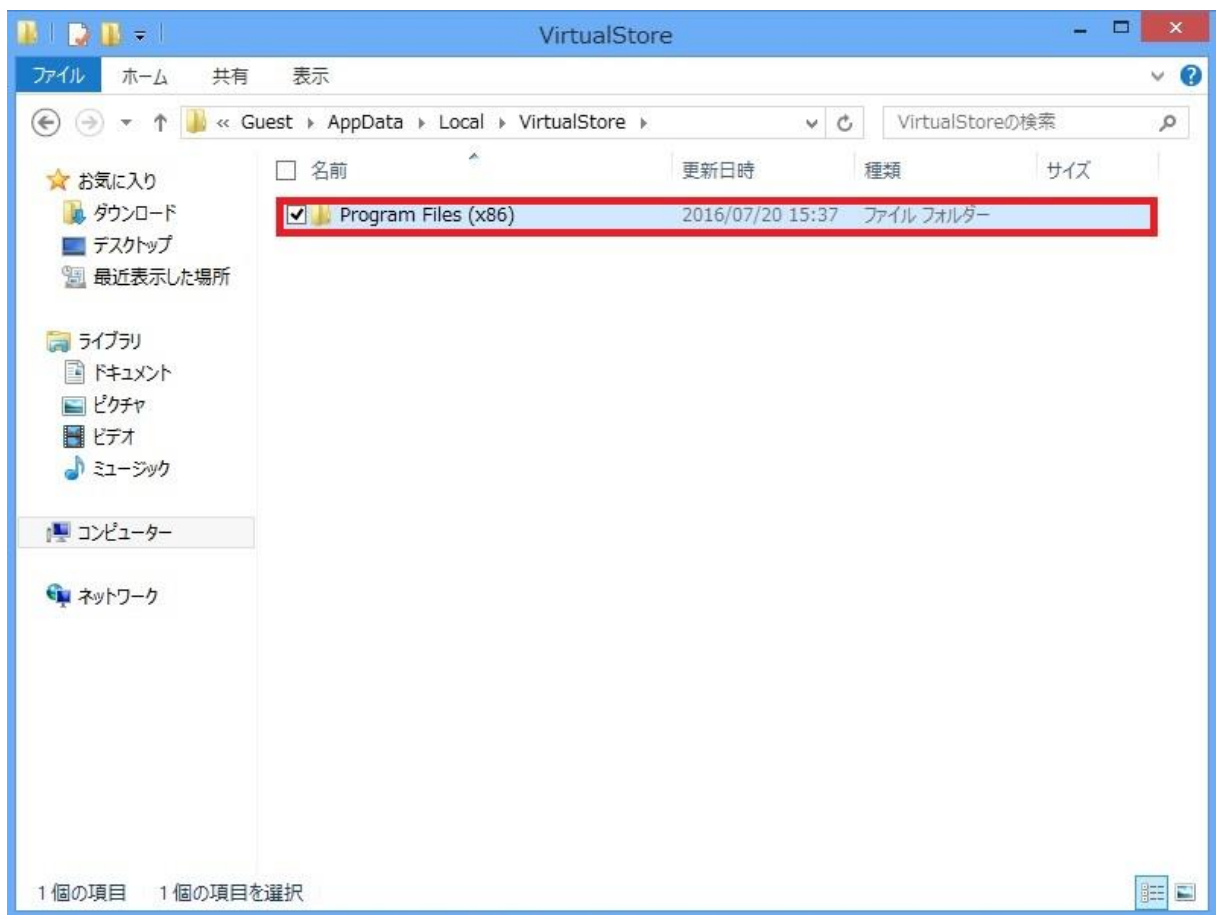 VirtualStore
ファイル ホーム 共有 表示
« Guest ▸ AppData ▸ Local ▸ VirtualStore ▸ VirtualStoreの検索
お気に入り
ダウンロード
デスクトップ
最近表示した場所
ライブラリ
ドキュメント
ピクチャ
ビデオ
ミュージック
コンピューター
ネットワーク
名前 更新日時 種類 サイズ
Program Files (x86) 2016/07/20 15:37 ファイル フォルダー
1 個の項目 1 個の項目を選択